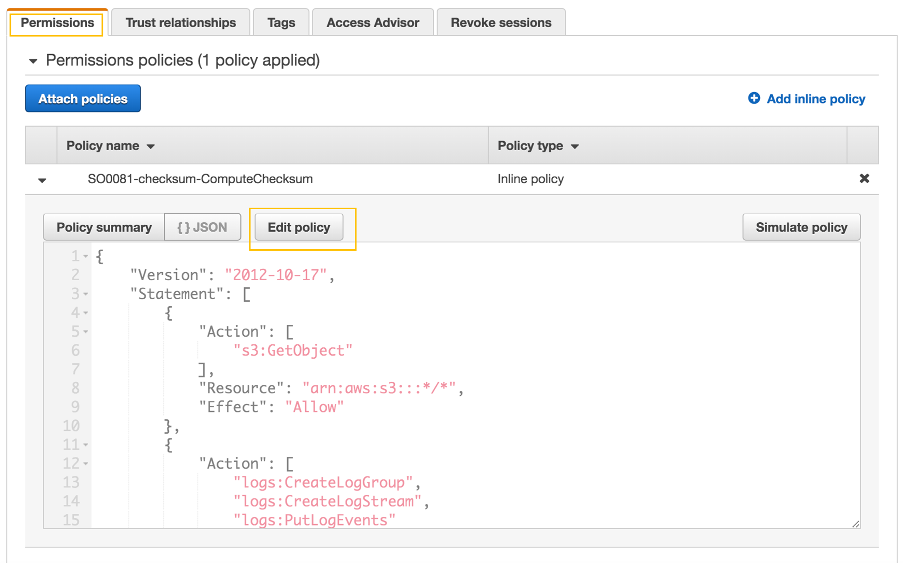 Permissions Trust relationships Tags Access Advisor Revoke sessions
Permissions policies (1 policy applied)
Attach policies Add inline policy
Policy name Policy type
SO0081-checksum-ComputeChecksum Inline policy
Policy summary { } JSON Edit policy Simulate policy
1 {
2 "Version": "2012-10-17",
3 "Statement": [
4 {
5 "Action": [
6 "s3:GetObject"
7 ],
8 "Resource": "arn:aws:s3:::*/*",
9 "Effect": "Allow"
10 },
11 {
12 "Action": [
13 "logs:CreateLogGroup",
14 "logs:CreateLogStream",
15 "logs:PutLogEvents"